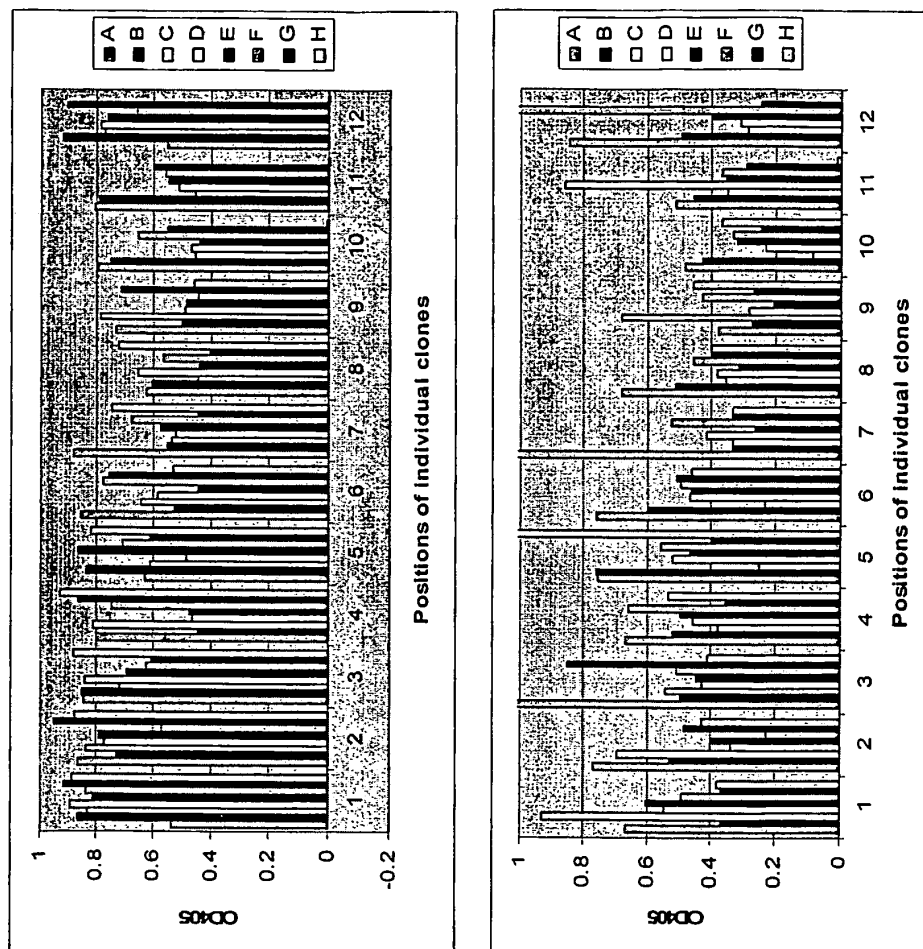 OD405
1
0.8
0.6
0.4
0.2
0
-0.2
1 2 3 4 5 6 7 8 9 10 11 12
Positions of Individual clones
A
B
C
D
E
F
G
H
OD405
1
0.8
0.6
0.4
0.2
0
1 2 3 4 5 6 7 8 9 10 11 12
Positions of Individual clones
A
B
C
D
E
F
G
H